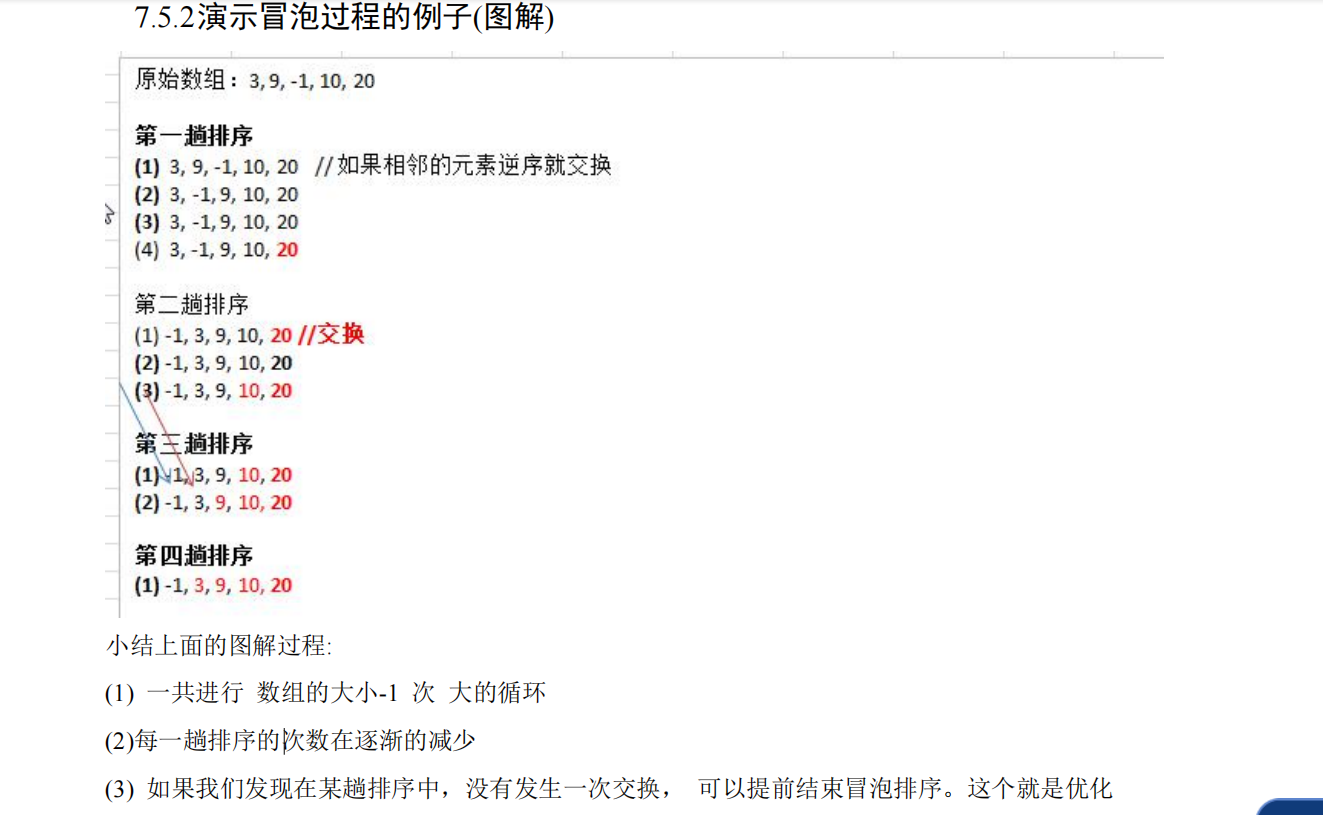 7.5.2演示冒泡过程的例子(图解)
原始数组：3, 9, -1, 10, 20
第一趟排序
(1) 3, 9, -1, 10, 20 //如果相邻的元素逆序就交换
(2) 3, -1, 9, 10, 20
(3) 3, -1, 9, 10, 20
(4) 3, -1, 9, 10, 20
第二趟排序
(1) -1, 3, 9, 10, 20 //交换
(2) -1, 3, 9, 10, 20
(3) -1, 3, 9, 10, 20
第三趟排序
(1) -1, 3, 9, 10, 20
(2) -1, 3, 9, 10, 20
第四趟排序
(1) -1, 3, 9, 10, 20
小结上面的图解过程:
(1) 一共进行 数组的大小-1 次 大的循环
(2)每一趟排序的次数在逐渐的减少
(3) 如果我们发现在某趟排序中，没有发生一次交换， 可以提前结束冒泡排序。这个就是优化